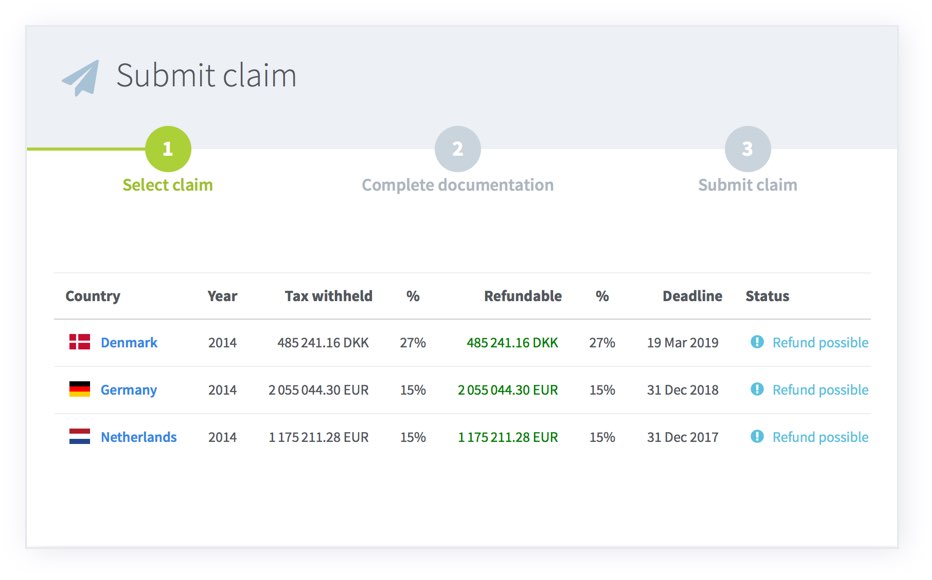 Submit claim
1 2 3
Select claim Complete documentation Submit claim
Country Year Tax withheld % Refundable % Deadline Status
Denmark 2014 485 241.16 DKK 27% 485 241.16 DKK 27% 19 Mar 2019 Refund possible
Germany 2014 2 055 044.30 EUR 15% 2 055 044.30 EUR 15% 31 Dec 2018 Refund possible
Netherlands 2014 1 175 211.28 EUR 15% 1 175 211.28 EUR 15% 31 Dec 2017 Refund possible